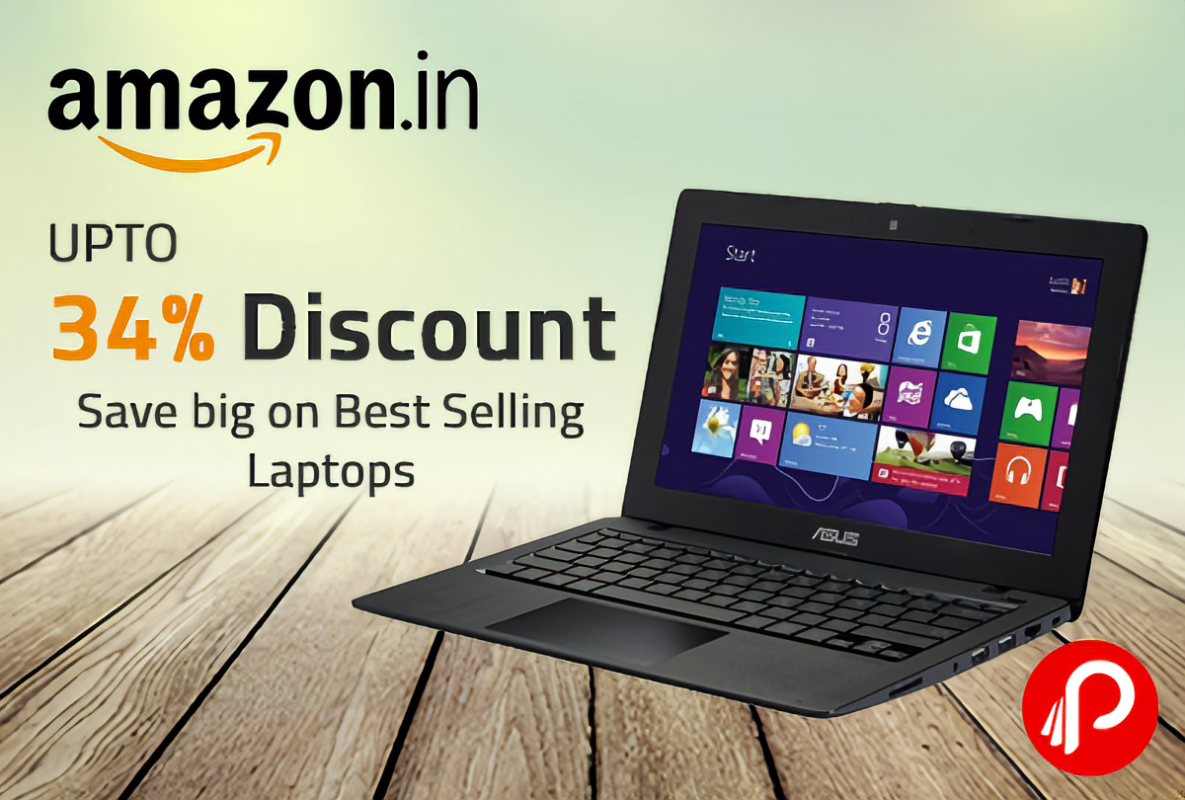 amazon.in
UPTO
34% Discount
Save big on Best Selling
Laptops
Start
ASUS